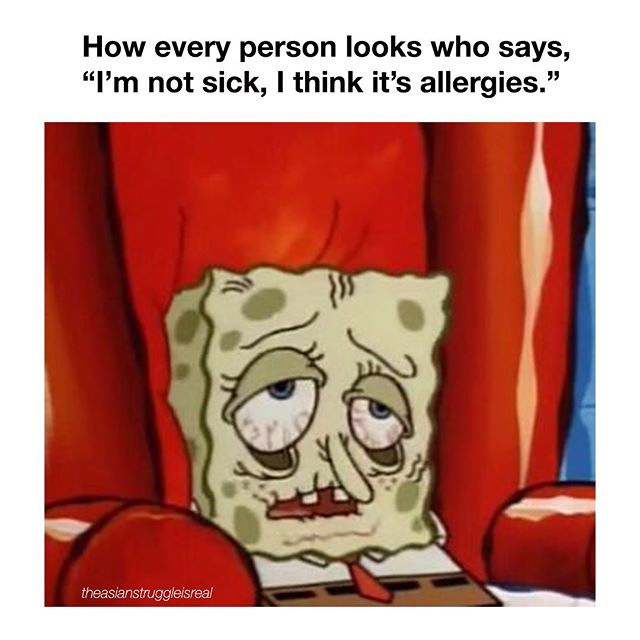 How every person looks who says,
“I’m not sick, I think it’s allergies.”
theasianstruggleisreal